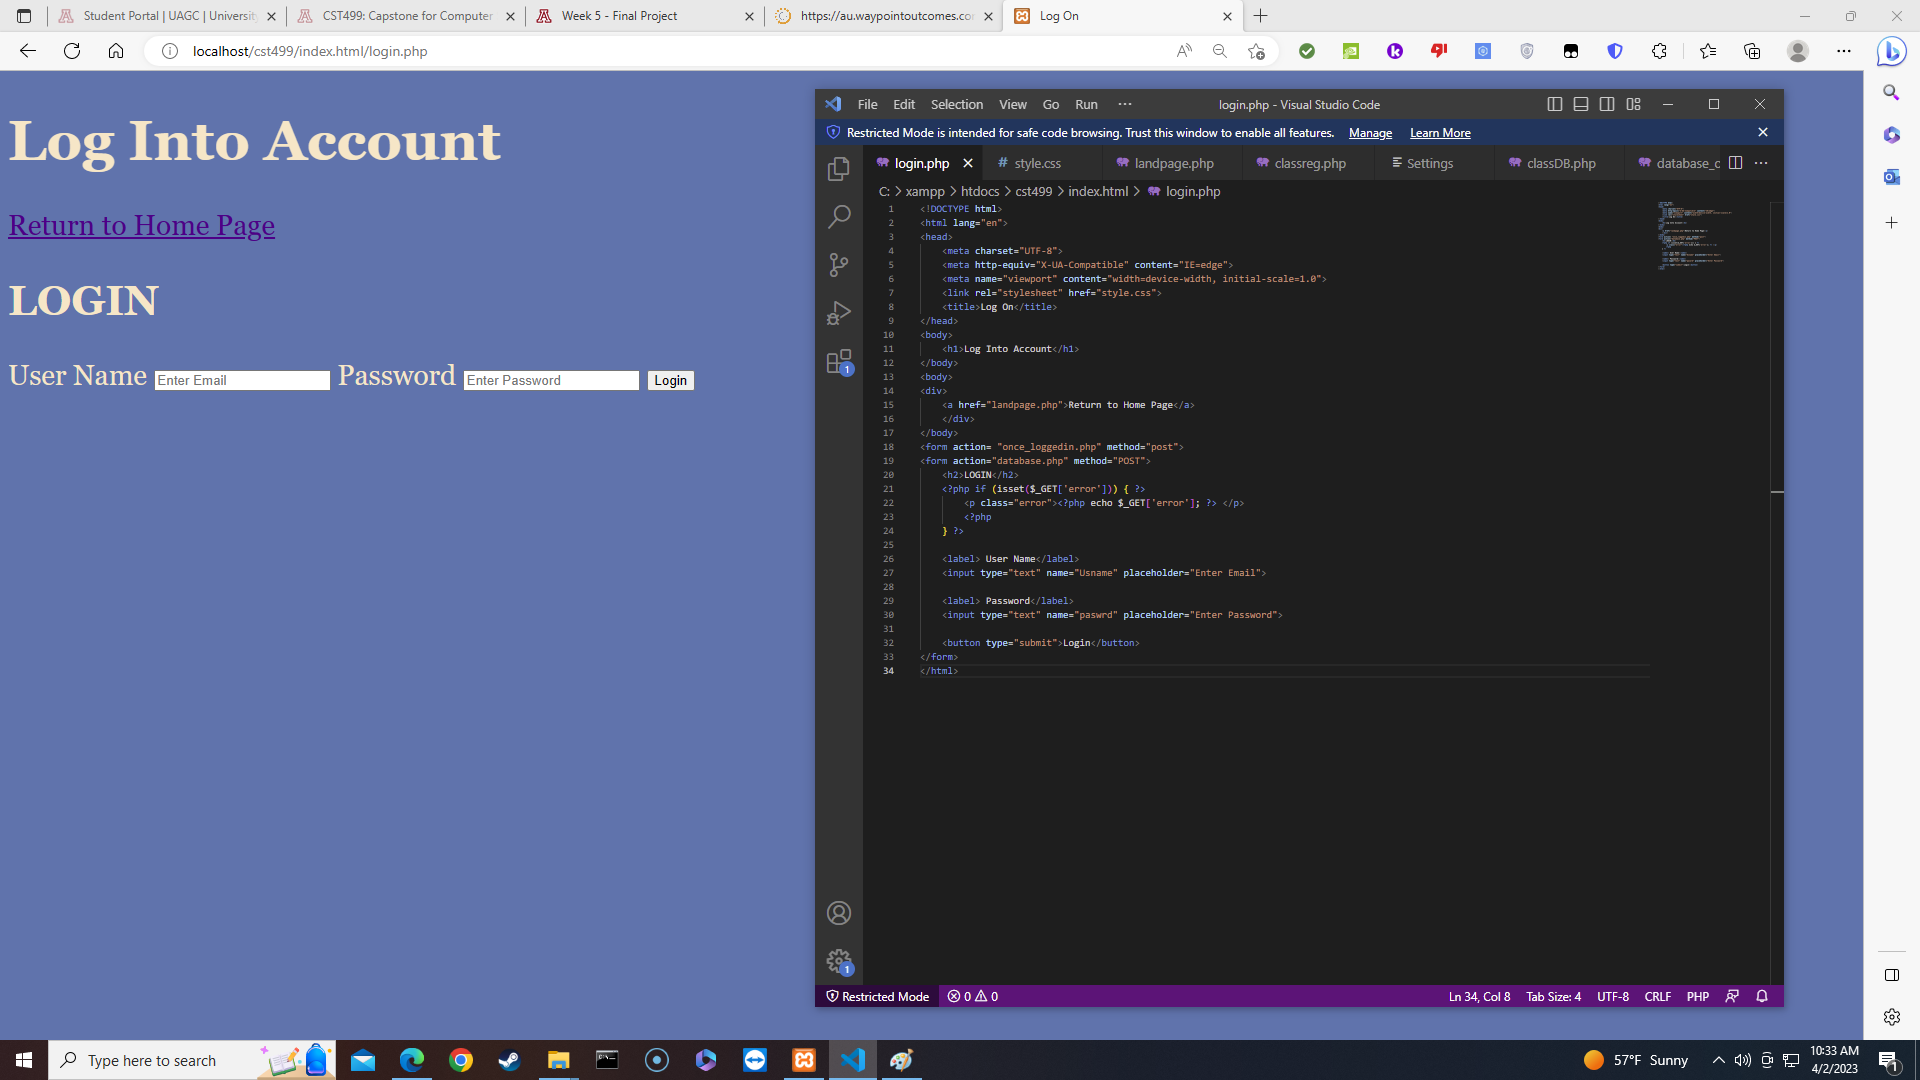 Student Portal | UAGC | University
CST499: Capstone for Computer
Week 5 - Final Project
https://au.waypointoutcomes.com
Log On
localhost/cst499/index.html/login.php
Log Into Account
Return to Home Page
LOGIN
User Name Enter Email Password Enter Password Login
File Edit Selection View Go Run ··· login.php - Visual Studio Code
Restricted Mode is intended for safe code browsing. Trust this window to enable all features. Manage Learn More
login.php style.css landpage.php classreg.php Settings classDB.php database_c
C: > xampp > htdocs > cst499 > index.html > login.php
1 <!DOCTYPE html>
2 <html lang="en">
3 <head>
4 <meta charset="UTF-8">
5 <meta http-equiv="X-UA-Compatible" content="IE=edge">
6 <meta name="viewport" content="width=device-width, initial-scale=1.0">
7 <link rel="stylesheet" href="style.css">
8 <title>Log On</title>
9 </head>
10 <body>
11 <h1>Log Into Account</h1>
12 </body>
13 <body>
14 <div>
15 <a href="landpage.php">Return to Home Page</a>
16 </div>
17 </body>
18 <form action= "once_loggedin.php" method="post">
19 <form action="database.php" method="POST">
20 <h2>LOGIN</h2>
21 <?php if (isset($_GET['error'])) { ?>
22 <p class="error"><?php echo $_GET['error']; ?> </p>
23 <?php
24 } ?>
25
26 <label> User Name</label>
27 <input type="text" name="Usname" placeholder="Enter Email">
28
29 <label> Password</label>
30 <input type="text" name="paswrd" placeholder="Enter Password">
31
32 <button type="submit">Login</button>
33 </form>
34 </html>
1
1
Restricted Mode 0 0 Ln 34, Col 8 Tab Size: 4 UTF-8 CRLF PHP
Type here to search
57°F Sunny
10:33 AM
4/2/2023
1